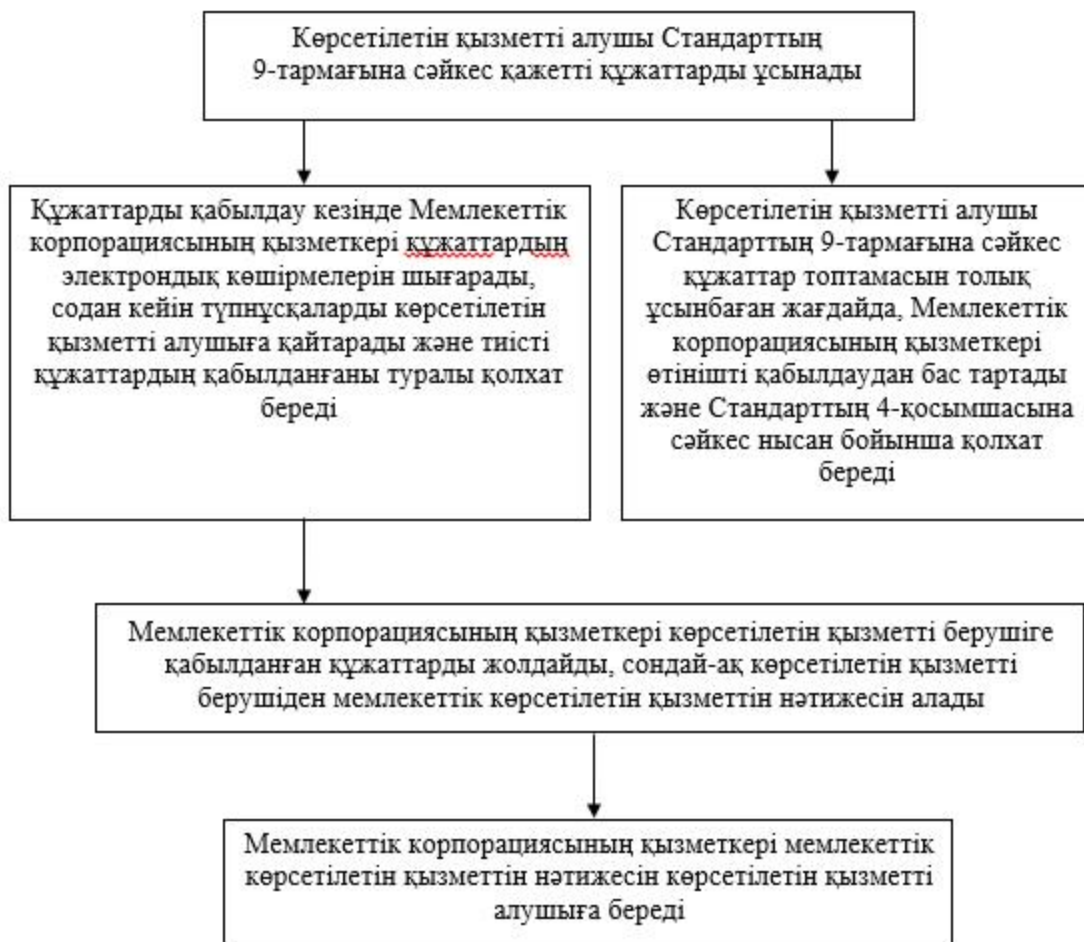 Көрсетілетін қызметті алушы Стандарттың
9-тармағына сәйкес қажетті құжаттарды ұсынады
Құжаттарды қабылдау кезінде Мемлекеттік
корпорациясының қызметкері құжаттардың
электрондық көшірмелерін шығарады,
содан кейін түпнұсқаларды көрсетілетін
қызметті алушыға қайтарады және тиісті
құжаттардың қабылданғаны туралы қолхат
береді
Көрсетілетін қызметті алушы
Стандарттың 9-тармағына сәйкес
құжаттар топтамасын толық
ұсынбаған жағдайда, Мемлекеттік
корпорациясының қызметкері
өтінішті қабылдаудан бас тартады
және Стандарттың 4-қосымшасына
сәйкес нысан бойынша қолхат
береді
Мемлекеттік корпорациясының қызметкері көрсетілетін қызметті берушіге
қабылданған құжаттарды жолдайды, сондай-ақ көрсетілетін қызметті
берушіден мемлекеттік көрсетілетін қызметтін нәтижесін алады
Мемлекеттік корпорациясының қызметкері мемлекеттік
көрсетілетін қызметтін нәтижесін көрсетілетін қызметті
алушыға береді